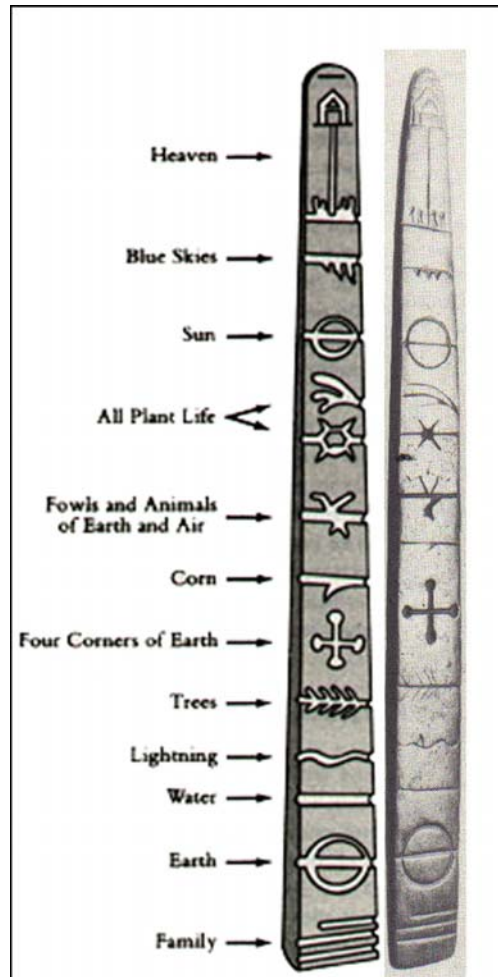 Heaven
Blue Skies
Sun
All Plant Life
Fowls and Animals
of Earth and Air
Corn
Four Corners of Earth
Trees
Lightning
Water
Earth
Family